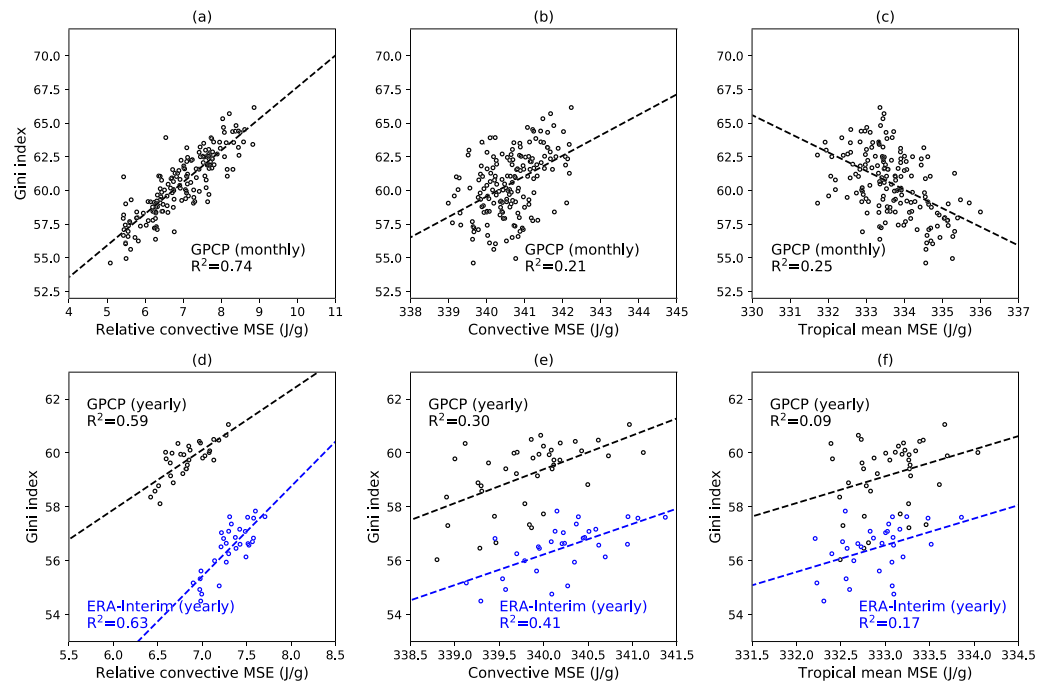 (a)
(b)
(c)
Gini index
70.0
67.5
65.0
62.5
60.0
57.5
55.0
52.5
GPCP (monthly)
R²=0.74
4 5 6 7 8 9 10 11
Relative convective MSE (J/g)
70.0
67.5
65.0
62.5
60.0
57.5
55.0
52.5
GPCP (monthly)
R²=0.21
338 339 340 341 342 343 344 345
Convective MSE (J/g)
Gini index
70.0
67.5
65.0
62.5
60.0
57.5
55.0
52.5
GPCP (monthly)
R²=0.25
330 331 332 333 334 335 336 337
Tropical mean MSE (J/g)
(d)
(e)
(f)
Gini index
62
60
58
56
54
GPCP (yearly)
R²=0.59
ERA-Interim (yearly)
R²=0.63
5.5 6.0 6.5 7.0 7.5 8.0 8.5
Relative convective MSE (J/g)
Gini index
62
60
58
56
54
53
GPCP (yearly)
R²=0.30
ERA-Interim (yearly)
R²=0.41
338.5 339.0 339.5 340.0 340.5 341.0 341.5
Convective MSE (J/g)
Gini index
62
60
58
56
54
GPCP (yearly)
R²=0.09
ERA-Interim (yearly)
R²=0.17
331.5 332.0 332.5 333.0 333.5 334.0 334.5
Tropical mean MSE (J/g)